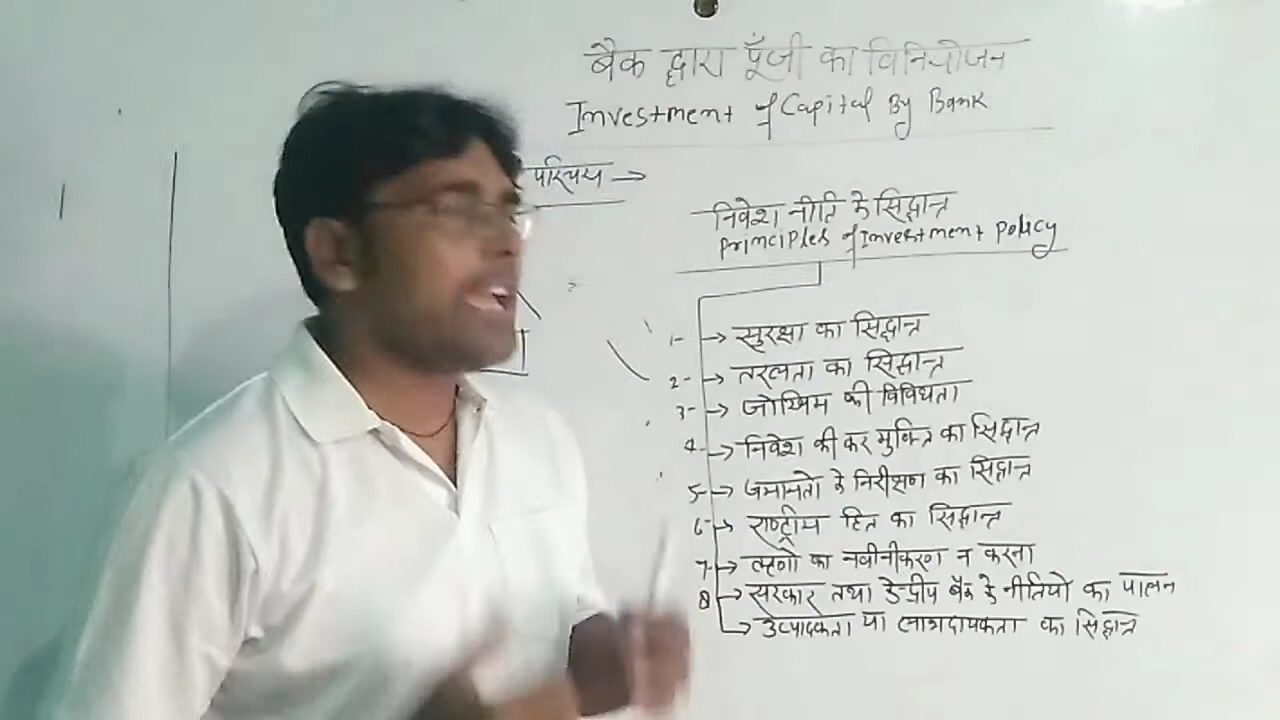 बैंक द्वारा पूँजी का विनियोजन
Investment of Capital By Bank
परिचय →
निवेश नीति के सिद्धान्त
Principles of Investment Policy
1- → सुरक्षा का सिद्धान्त
2- → तरलता का सिद्धान्त
3- → जोखिम की विविधता
4- → निवेश की कर मुक्ति का सिद्धान्त
5- → जमानतो के निरीक्षण का सिद्धान्त
6- → राष्ट्रीय हित का सिद्धान्त
7- → ऋणों का नवीनीकरण न करना
8 → सरकार तथा केन्द्रीय बैंक के नीतियो का पालन
→ उत्पादकता या लाभदायकता का सिद्धान्त